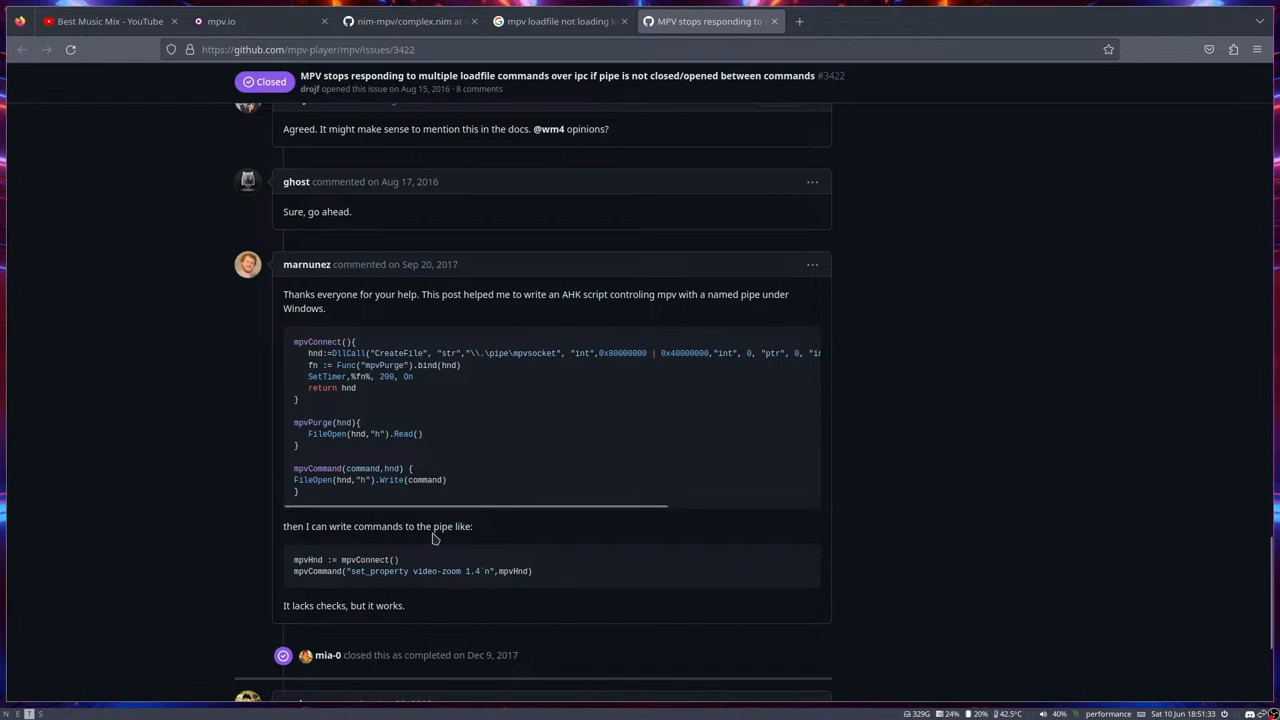 Best Music Mix - YouTube
mpv.io
nim-mpv/complex.nim at
mpv loadfile not loading l
MPV stops responding to
https://github.com/mpv-player/mpv/issues/3422
Closed
MPV stops responding to multiple loadfile commands over ipc if pipe is not closed/opened between commands #3422
drojf opened this issue on Aug 15, 2016 · 8 comments
Agreed. It might make sense to mention this in the docs. @wm4 opinions?
ghost commented on Aug 17, 2016
Sure, go ahead.
marnunez commented on Sep 20, 2017
Thanks everyone for your help. This post helped me to write an AHK script controling mpv with a named pipe under
Windows.
mpvConnect(){
hnd:=DllCall("CreateFile", "str","\\.\pipe\mpvsocket", "int",0x80000000 | 0x40000000,"int", 0, "ptr", 0, "in
fn := Func("mpvPurge").bind(hnd)
SetTimer,%fn%, 200, On
return hnd
}
mpvPurge(hnd){
FileOpen(hnd,"h").Read()
}
mpvCommand(command,hnd) {
FileOpen(hnd,"h").Write(command)
}
then I can write commands to the pipe like:
mpvHnd := mpvConnect()
mpvCommand("set_property video-zoom 1.4`n",mpvHnd)
It lacks checks, but it works.
mia-0 closed this as completed on Dec 9, 2017
N E T S
329G 24% 20% 42.5°C 40% performance Sat 10 Jun 18:51:33